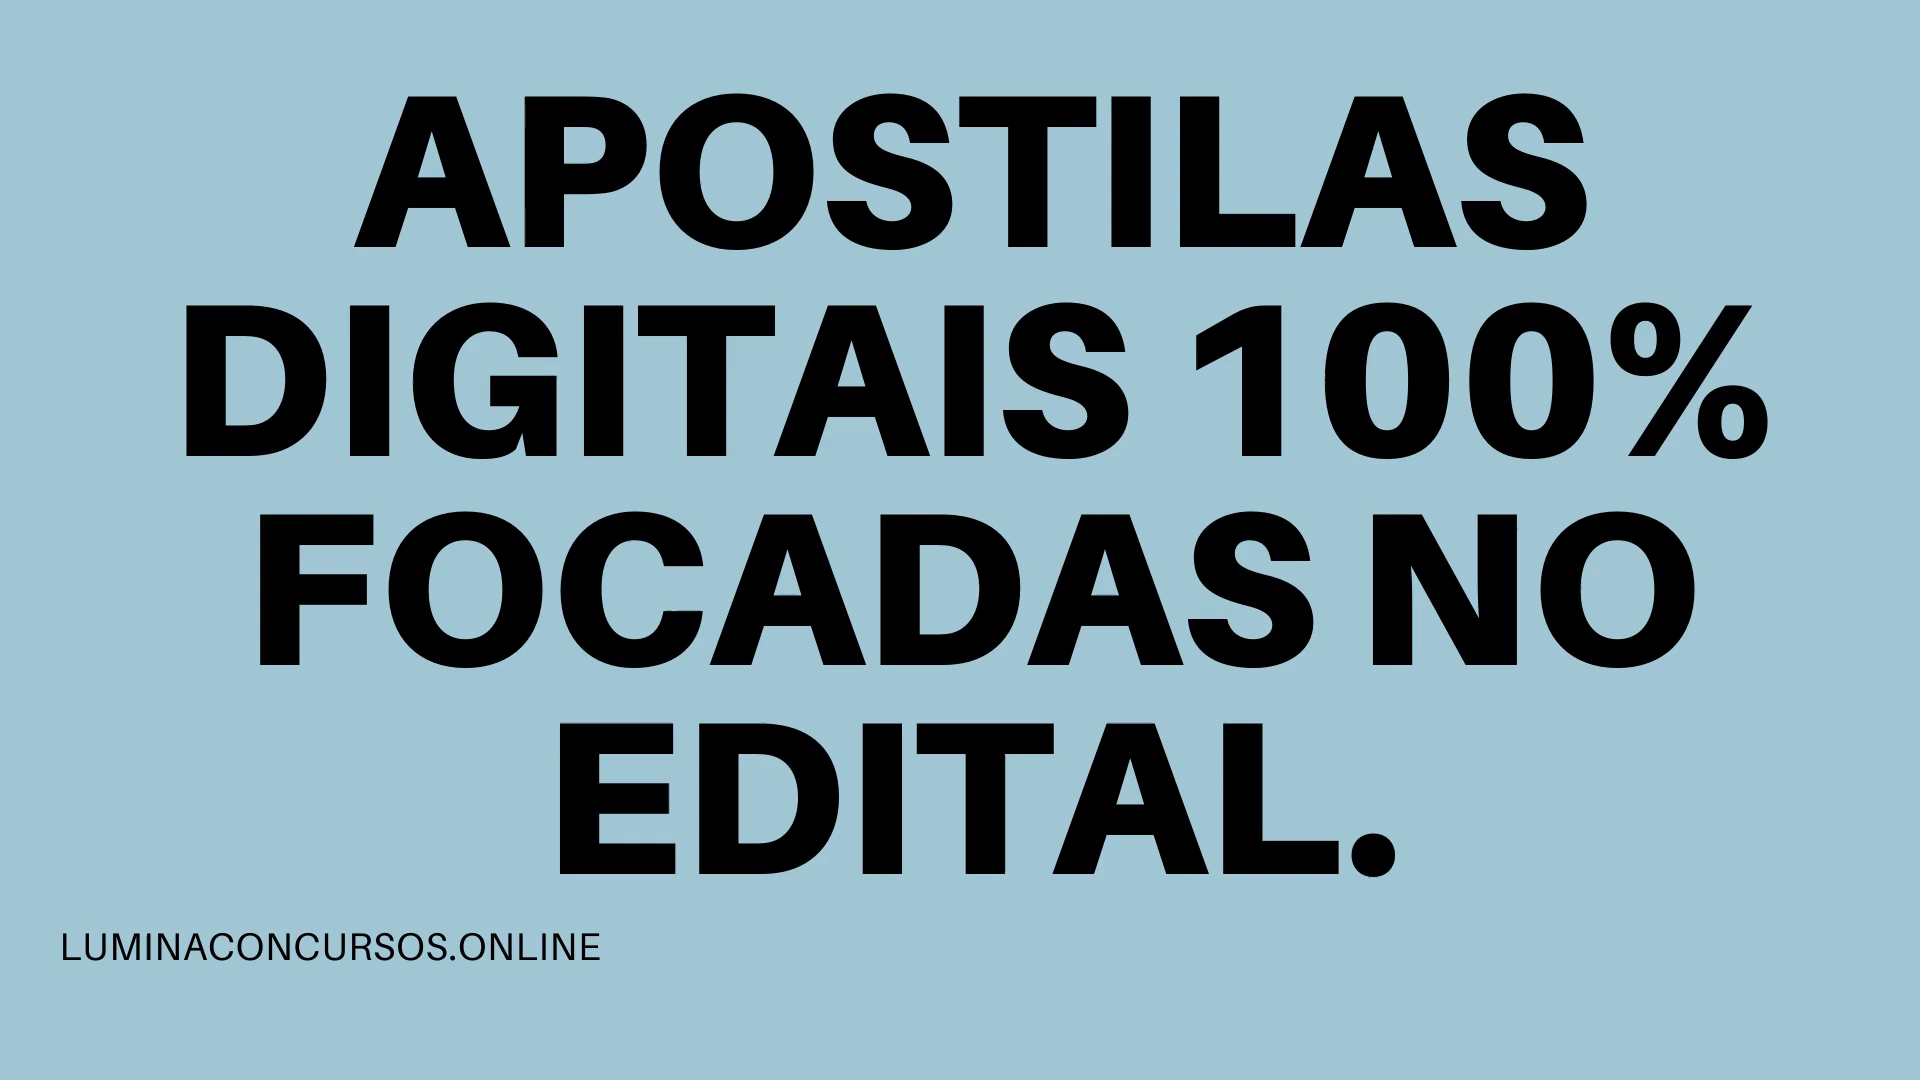 APOSTILAS
DIGITAIS 100%
FOCADAS NO
EDITAL.
LUMINACONCURSOS.ONLINE